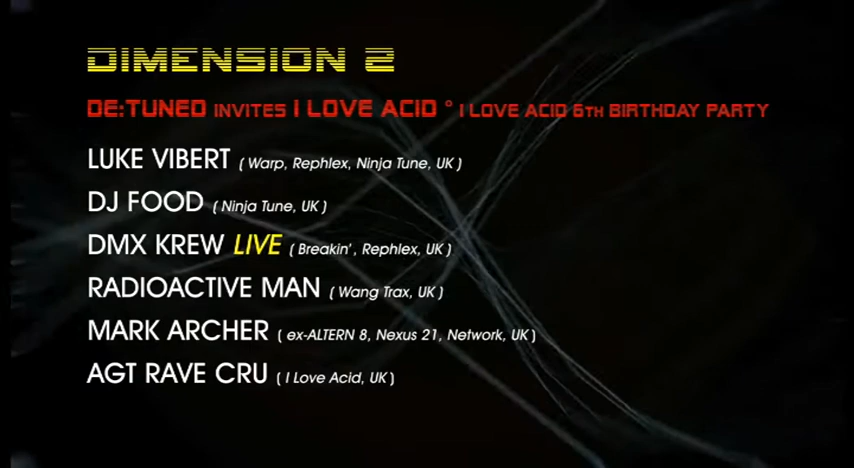 DIMENSION 2
DE:TUNED INVITES I LOVE ACID ° I LOVE ACID 6TH BIRTHDAY PARTY
LUKE VIBERT ( Warp, Rephlex, Ninja Tune, UK )
DJ FOOD ( Ninja Tune, UK )
DMX KREW LIVE ( Breakin', Rephlex, UK )
RADIOACTIVE MAN ( Wang Trax, UK )
MARK ARCHER ( ex-ALTERN 8, Nexus 21, Network, UK )
AGT RAVE CRU ( I Love Acid, UK )